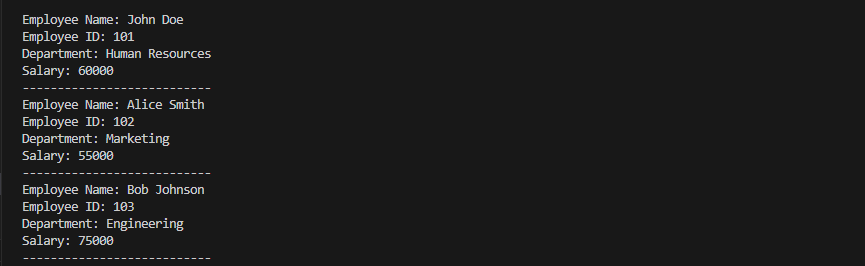 Employee Name: John Doe
Employee ID: 101
Department: Human Resources
Salary: 60000
---------------------------
Employee Name: Alice Smith
Employee ID: 102
Department: Marketing
Salary: 55000
---------------------------
Employee Name: Bob Johnson
Employee ID: 103
Department: Engineering
Salary: 75000
---------------------------